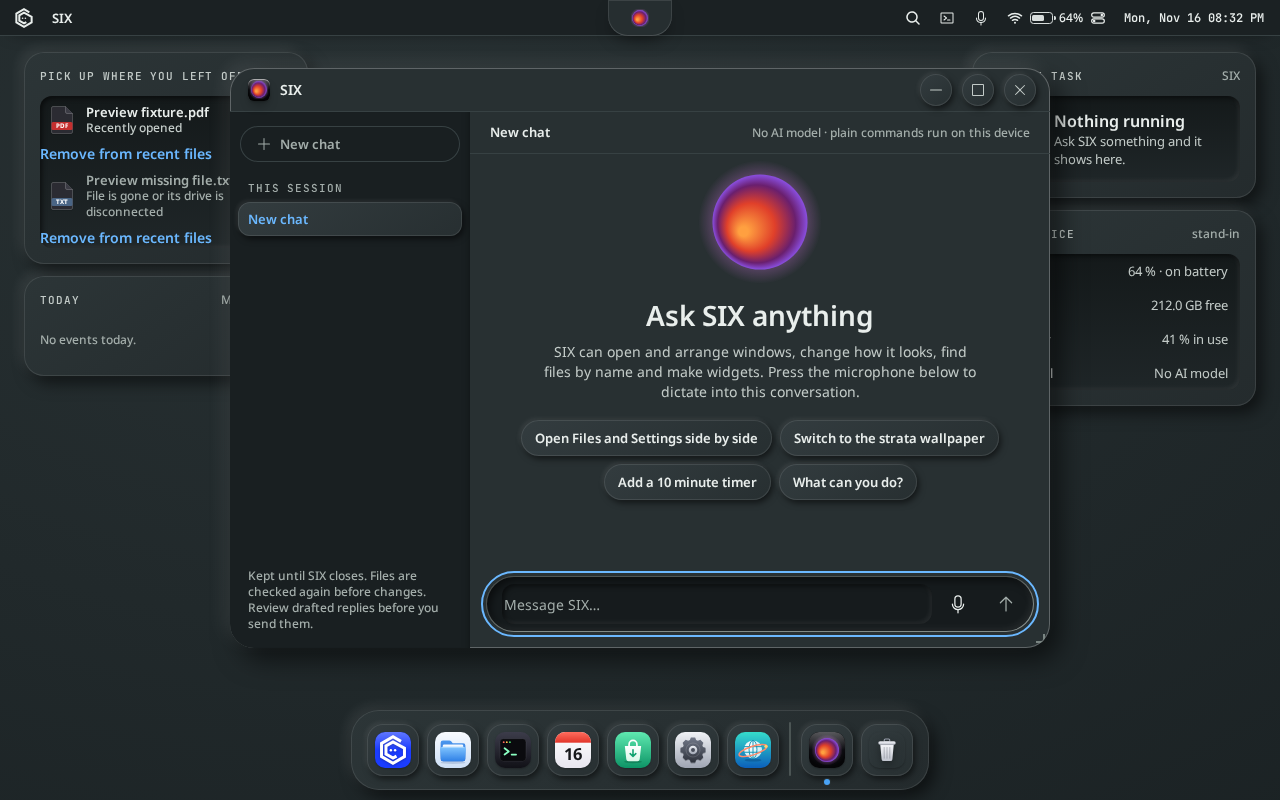 SIX
64%
Mon, Nov 16 08:32 PM
PICK UP WHERE YOU LEFT
PDF
Preview fixture.pdf
Recently opened
Remove from recent files
TXT
Preview missing file.txt
File is gone or its drive is
disconnected
Remove from recent files
TODAY
No events today.
SIX
New chat
THIS SESSION
New chat
Kept until SIX closes. Files are
checked again before changes.
Review drafted replies before you
send them.
New chat
No AI model · plain commands run on this device
Ask SIX anything
SIX can open and arrange windows, change how it looks, find
files by name and make widgets. Press the microphone below to
dictate into this conversation.
Open Files and Settings side by side
Switch to the strata wallpaper
Add a 10 minute timer
What can you do?
Message SIX...
TASK
SIX
Nothing running
Ask SIX something and it
shows here.
stand-in
64 % · on battery
212.0 GB free
41 % in use
No AI model
16